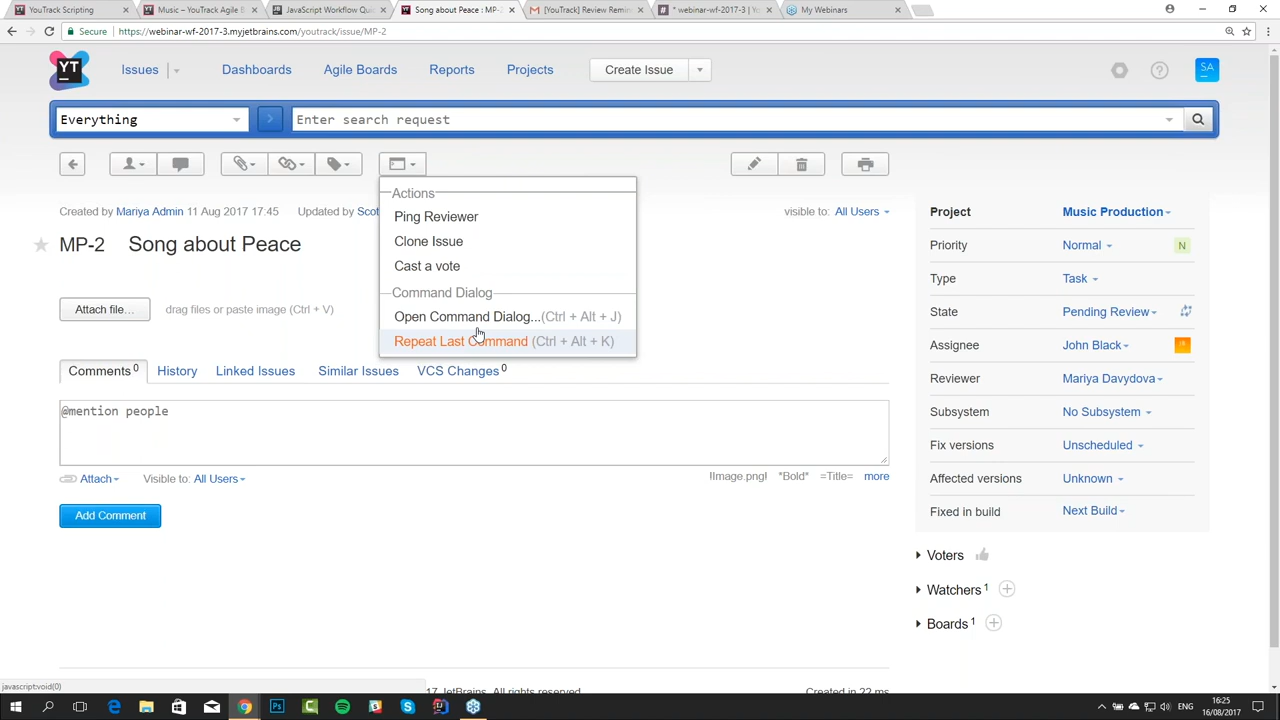 YouTrack Scripting
Music – YouTrack Agile B
JavaScript Workflow Quic
Song about Peace : MP-2
[YouTrack] Review Remin
* webinar-wf-2017-3 | Yo
My Webinars
Secure
https://webinar-wf-2017-3.myjetbrains.com/youtrack/issue/MP-2
YT
Issues
Dashboards
Agile Boards
Reports
Projects
Create Issue
SA
Everything
Enter search request
Created by Mariya Admin 11 Aug 2017 17:45 Updated by Scot
visible to: All Users
MP-2 Song about Peace
Actions
Ping Reviewer
Clone Issue
Cast a vote
Command Dialog
Open Command Dialog...(Ctrl + Alt + J)
Repeat Last Command (Ctrl + Alt + K)
Attach file...
drag files or paste image (Ctrl + V)
Comments 0
History
Linked Issues
Similar Issues
VCS Changes 0
@mention people
Attach
Visible to: All Users
!Image.png!
*Bold*
=Title=
more
Add Comment
Project Music Production
Priority Normal N
Type Task
State Pending Review
Assignee John Black
Reviewer Mariya Davydova
Subsystem No Subsystem
Fix versions Unscheduled
Affected versions Unknown
Fixed in build Next Build
Voters
Watchers 1
Boards 1
javascript:void(0)
17 JetBrains. All rights reserved
Created in 22 ms
ENG
16:25
16/08/2017